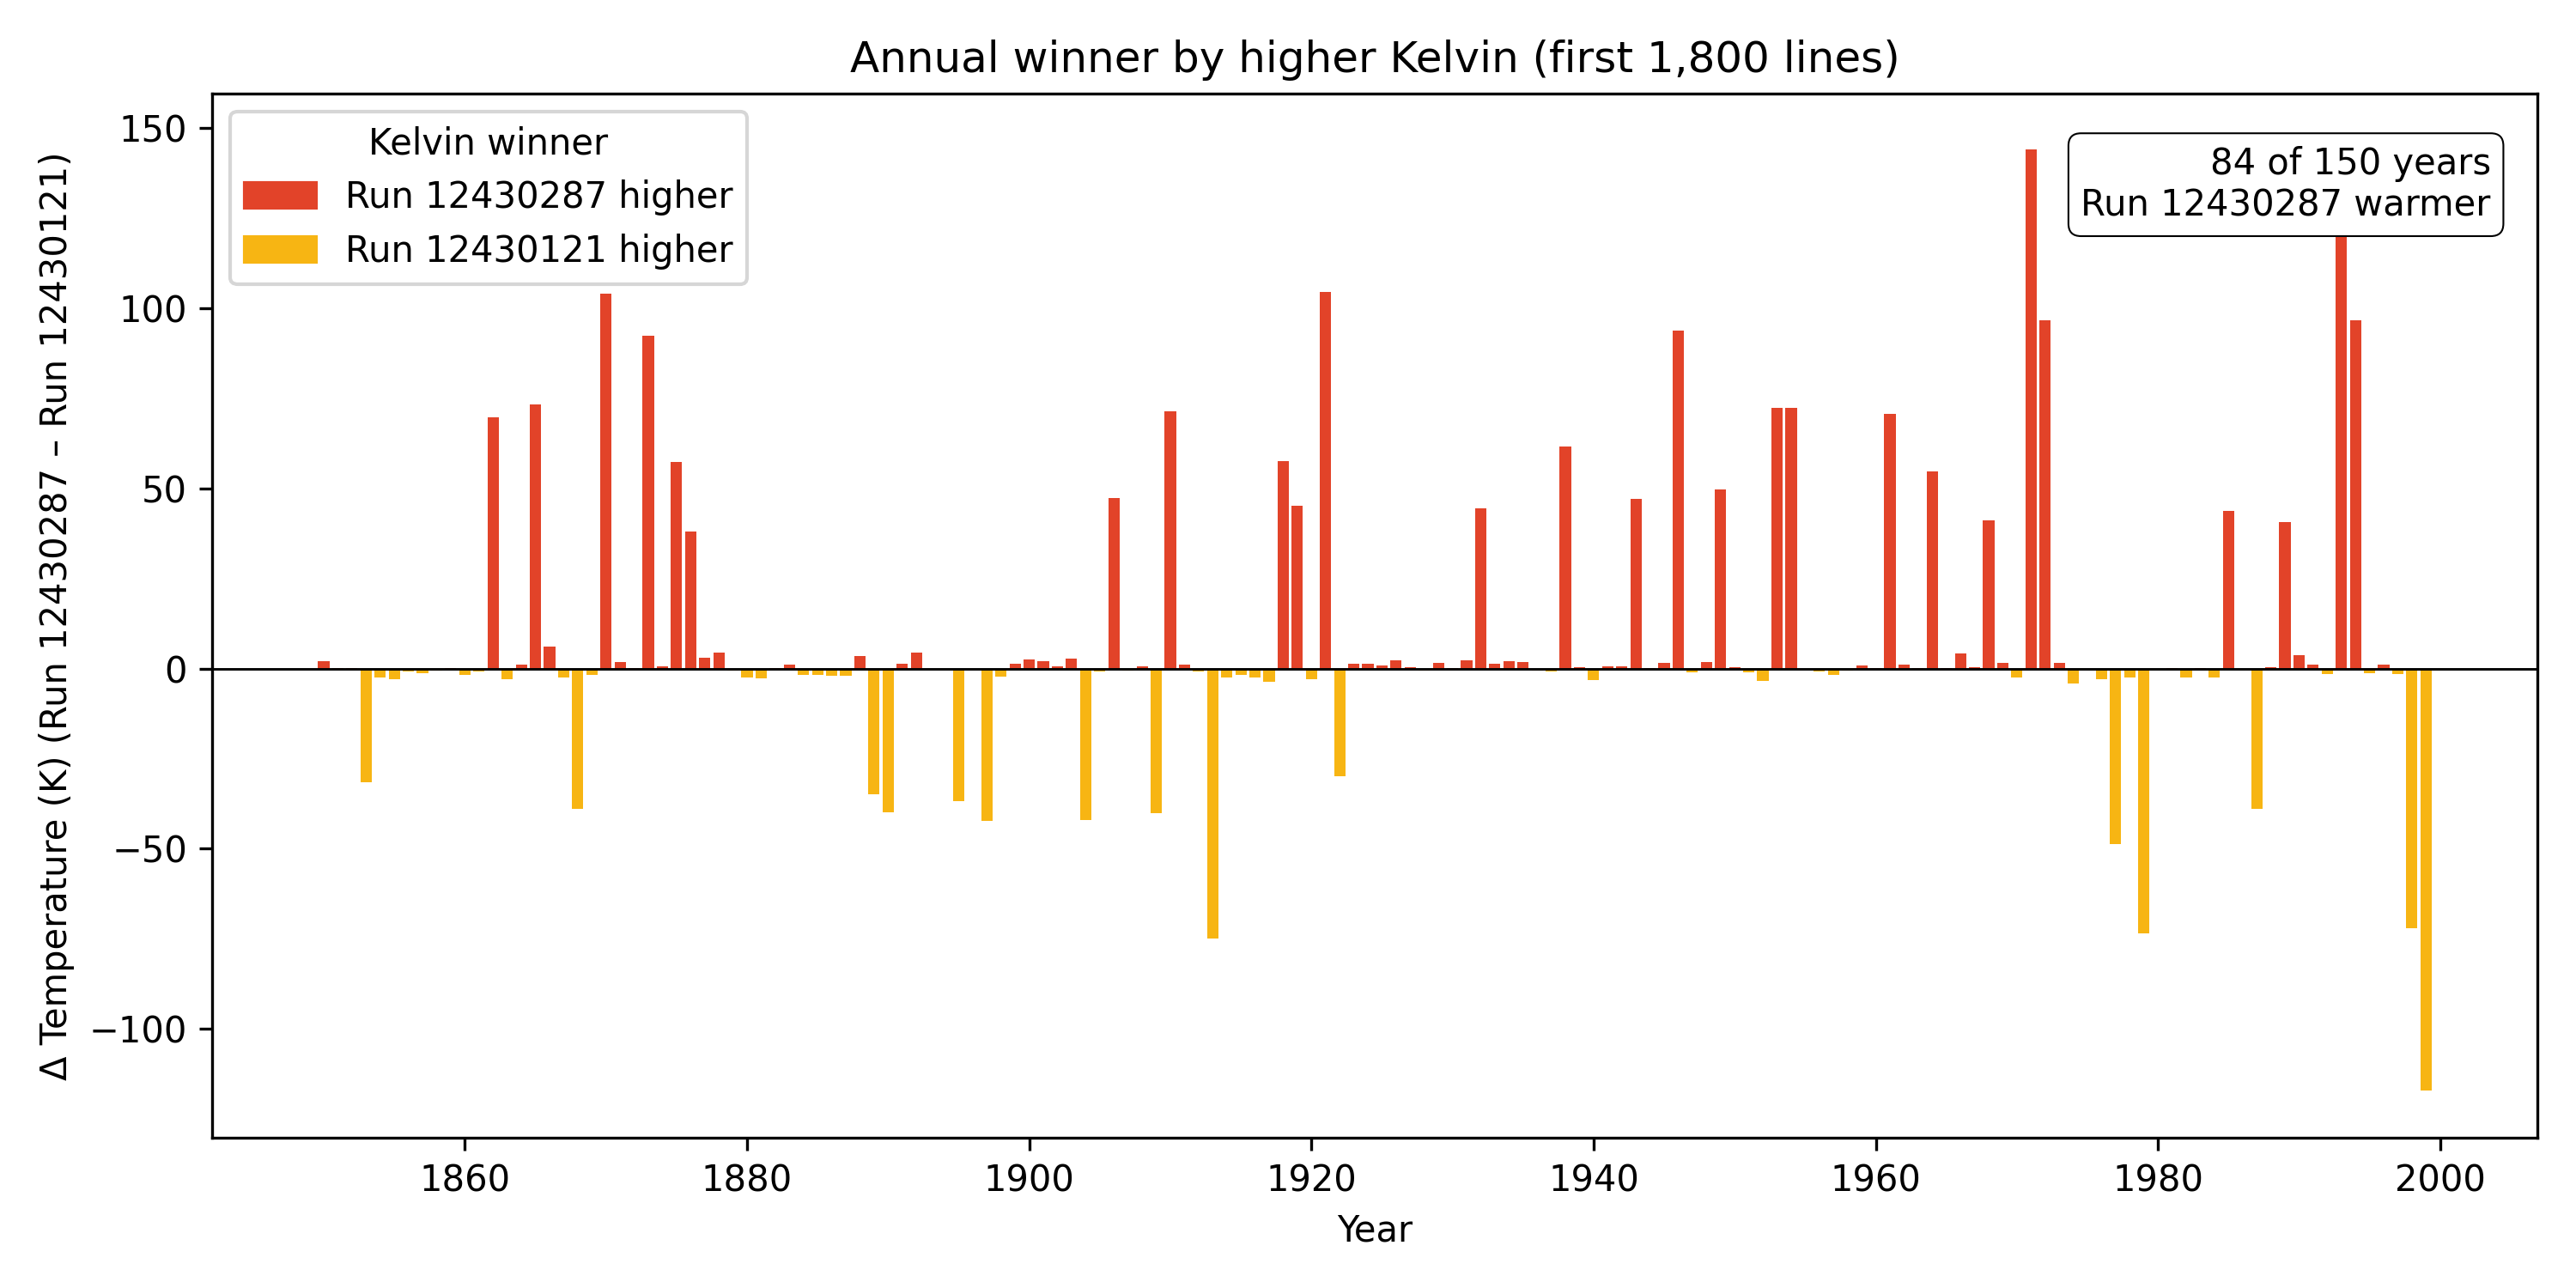 Annual winner by higher Kelvin (first 1,800 lines)
Δ Temperature (K) (Run 12430287 – Run 12430121)
150
100
50
0
−50
−100
Kelvin winner
Run 12430287 higher
Run 12430121 higher
84 of 150 years
Run 12430287 warmer
1860
1880
1900
1920
1940
1960
1980
2000
Year